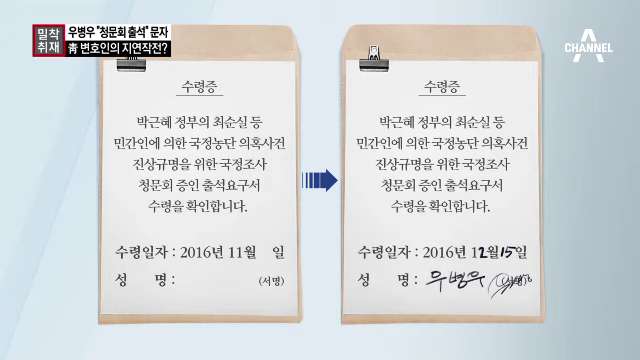 밀착
취재
우병우 "청문회 출석" 문자
靑 변호인의 지연작전?
CHANNEL A
수령증
박근혜 정부의 최순실 등
민간인에 의한 국정농단 의혹사건
진상규명을 위한 국정조사
청문회 증인 출석요구서
수령을 확인합니다.
수령일자 : 2016년 11월 일
성 명 : (서명)
수령증
박근혜 정부의 최순실 등
민간인에 의한 국정농단 의혹사건
진상규명을 위한 국정조사
청문회 증인 출석요구서
수령을 확인합니다.
수령일자 : 2016년 12월 15일
성 명 : 우병우 (서명)